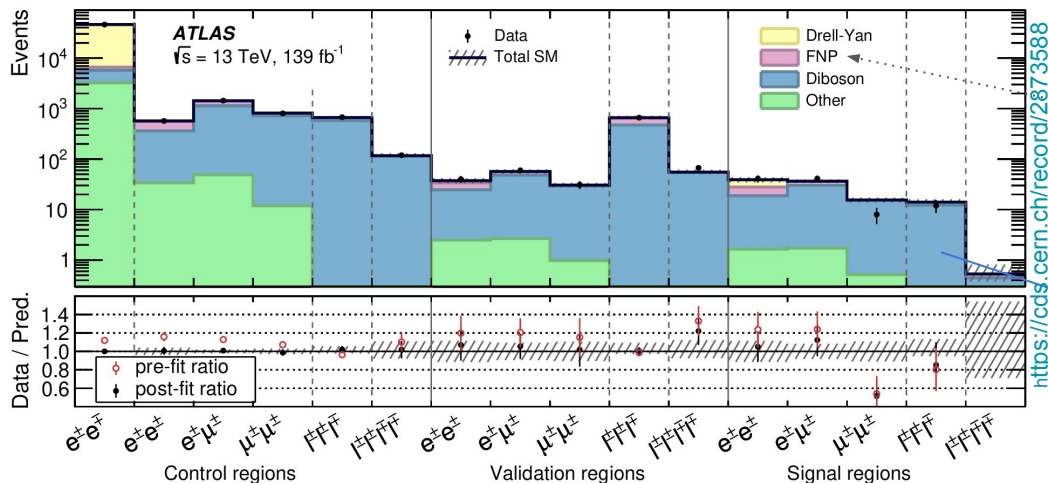 Events
10⁴
10³
10²
10
1
ATLAS
√s = 13 TeV, 139 fb⁻¹
Data
Total SM
Drell-Yan
FNP
Diboson
Other
https://cds.cern.ch/record/2873588
Data / Pred.
1.4
1.2
1.0
0.8
0.6
pre-fit ratio
post-fit ratio
e±e∓ e±e± e±μ± μ±μ± l±l±l∓ l±l±l∓l∓ e±e± e±μ± μ±μ± l±l±l∓ l±l±l∓l∓ e±e± e±μ± μ±μ± l±l±l∓ l±l±l∓l∓
Control regions Validation regions Signal regions